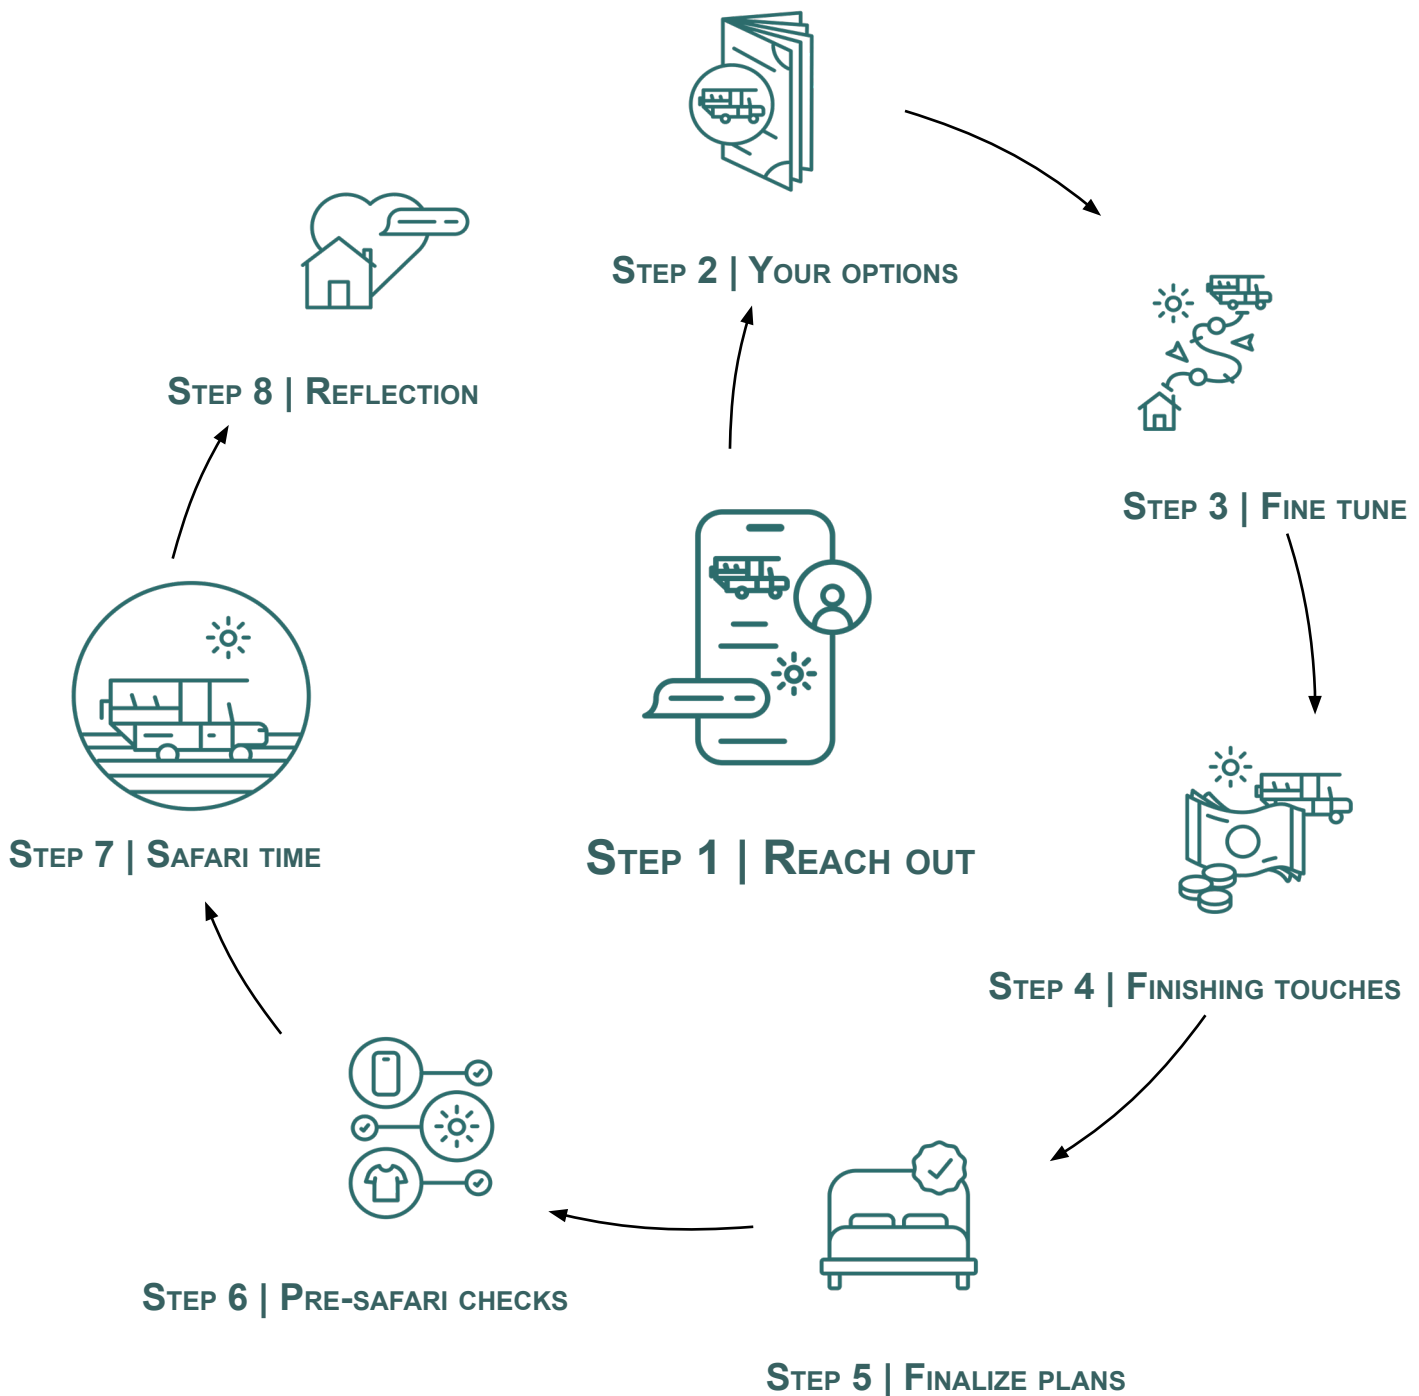 Step 1 | Reach out
Step 2 | Your options
Step 3 | Fine tune
Step 4 | Finishing touches
Step 5 | Finalize plans
Step 6 | Pre-safari checks
Step 7 | Safari time
Step 8 | Reflection